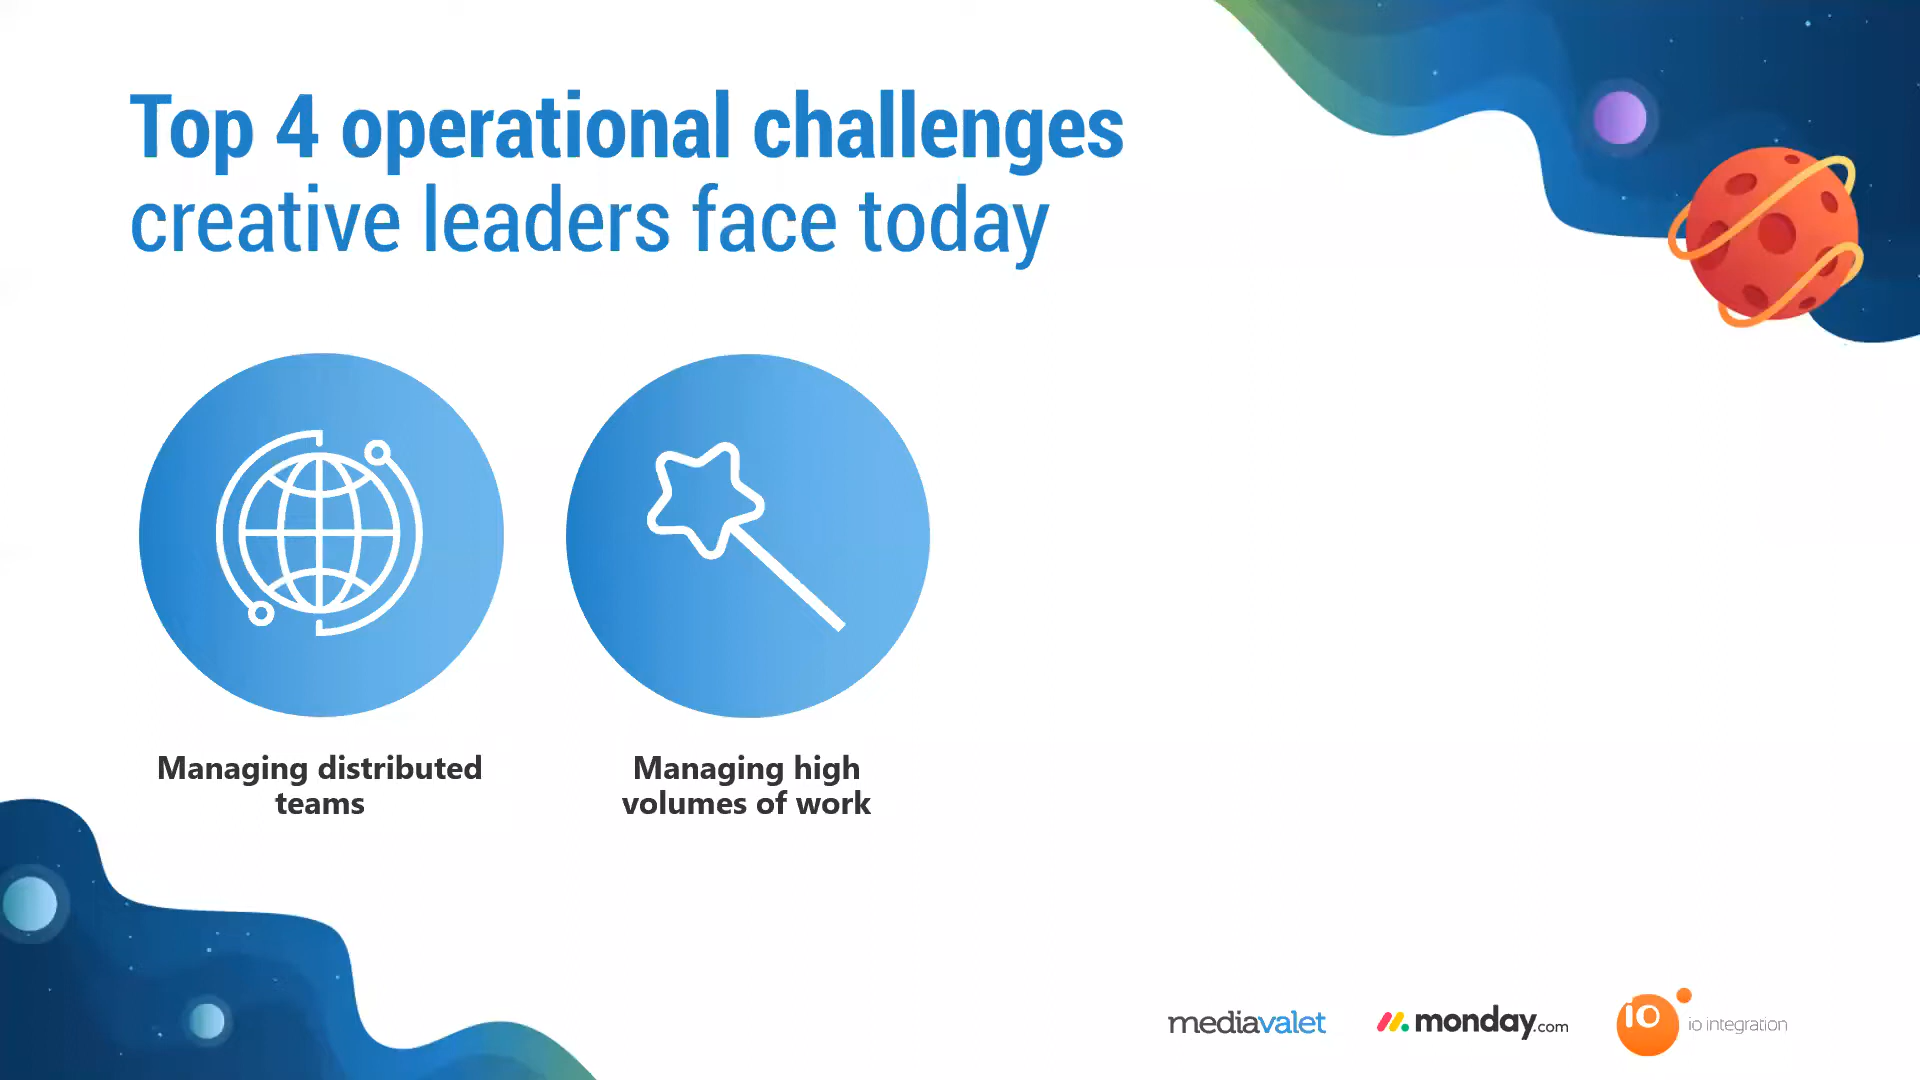 Top 4 operational challenges
creative leaders face today
Managing distributed
teams
Managing high
volumes of work
mediavalet
monday.com
io
io integration